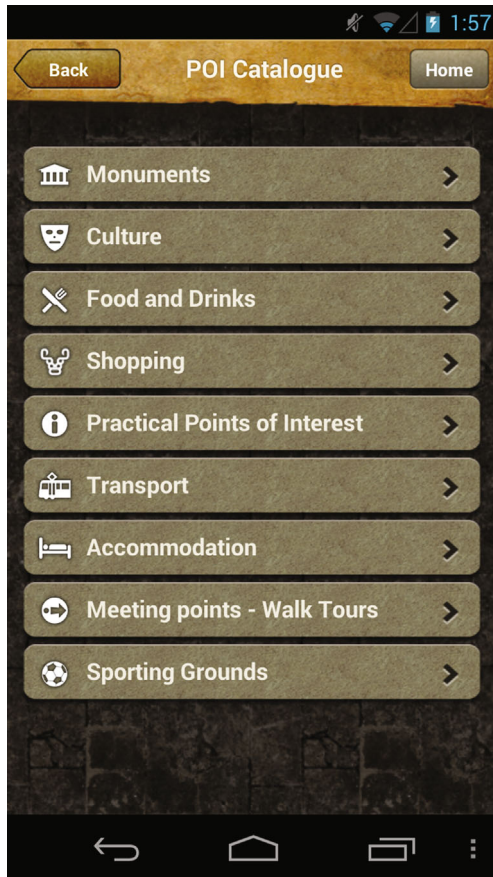 1:57
Back POI Catalogue Home
Monuments
Culture
Food and Drinks
Shopping
Practical Points of Interest
Transport
Accommodation
Meeting points - Walk Tours
Sporting Grounds